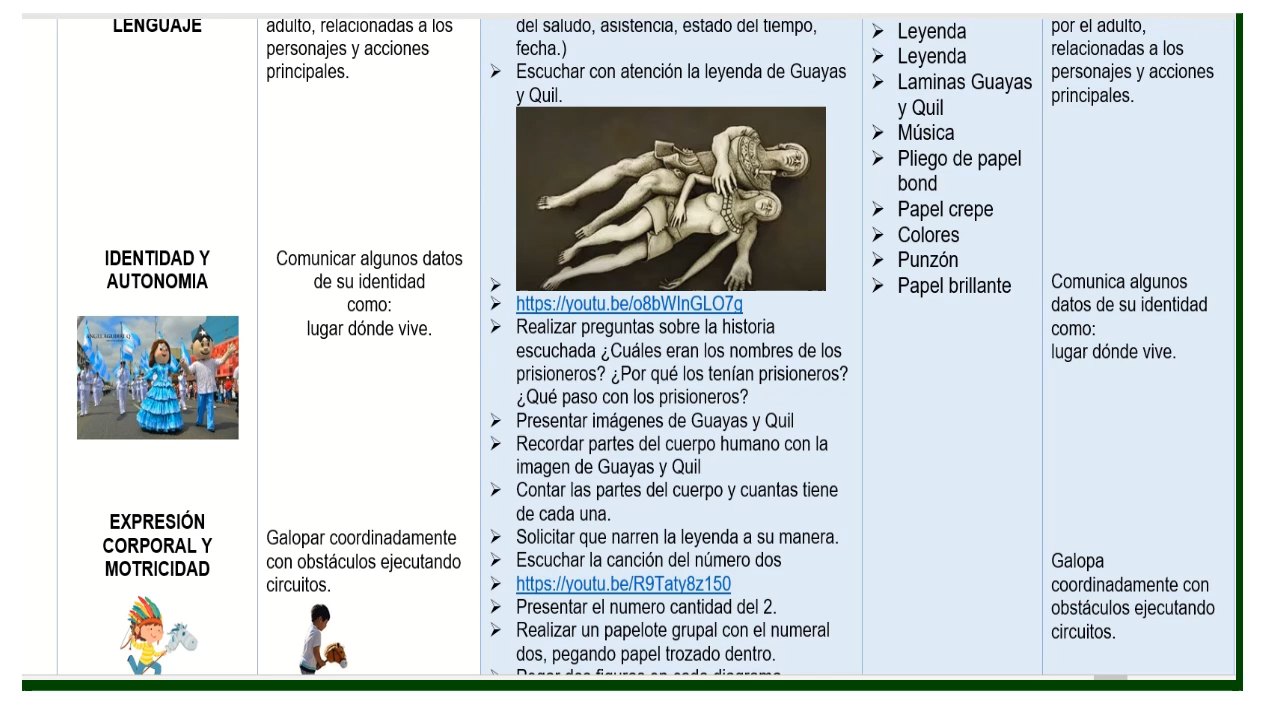 LENGUAJE
adulto, relacionadas a los
personajes y acciones
principales.
del saludo, asistencia, estado del tiempo,
fecha.)
➢ Escuchar con atención la leyenda de Guayas
y Quil.
➢
➢ https://youtu.be/o8bWInGLO7g
➢ Realizar preguntas sobre la historia
escuchada ¿Cuáles eran los nombres de los
prisioneros? ¿Por qué los tenían prisioneros?
¿Qué paso con los prisioneros?
➢ Presentar imágenes de Guayas y Quil
➢ Recordar partes del cuerpo humano con la
imagen de Guayas y Quil
➢ Contar las partes del cuerpo y cuantas tiene
de cada una.
➢ Solicitar que narren la leyenda a su manera.
➢ Escuchar la canción del número dos
➢ https://youtu.be/R9Taty8z150
➢ Presentar el numero cantidad del 2.
➢ Realizar un papelote grupal con el numeral
dos, pegando papel trozado dentro.
➢ Pegar dos figuras en cada diagrama
➢ Leyenda
➢ Leyenda
➢ Laminas Guayas
y Quil
➢ Música
➢ Pliego de papel
bond
➢ Papel crepe
➢ Colores
➢ Punzón
➢ Papel brillante
por el adulto,
relacionadas a los
personajes y acciones
principales.
IDENTIDAD Y
AUTONOMIA
Comunicar algunos datos
de su identidad
como:
lugar dónde vive.
Comunica algunos
datos de su identidad
como:
lugar dónde vive.
EXPRESIÓN
CORPORAL Y
MOTRICIDAD
Galopar coordinadamente
con obstáculos ejecutando
circuitos.
Galopa
coordinadamente con
obstáculos ejecutando
circuitos.